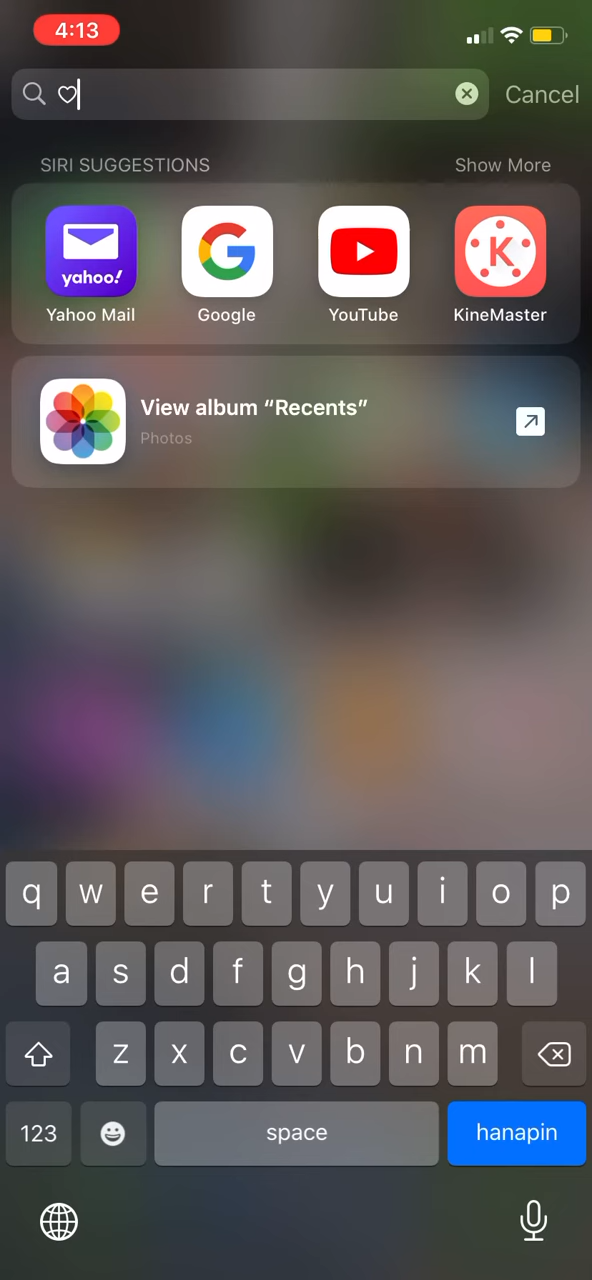 4:13
♡
Cancel
SIRI SUGGESTIONS Show More
yahoo! G K
Yahoo Mail Google YouTube KineMaster
View album “Recents”
Photos
q w e r t y u i o p
a s d f g h j k l
z x c v b n m
123 space hanapin